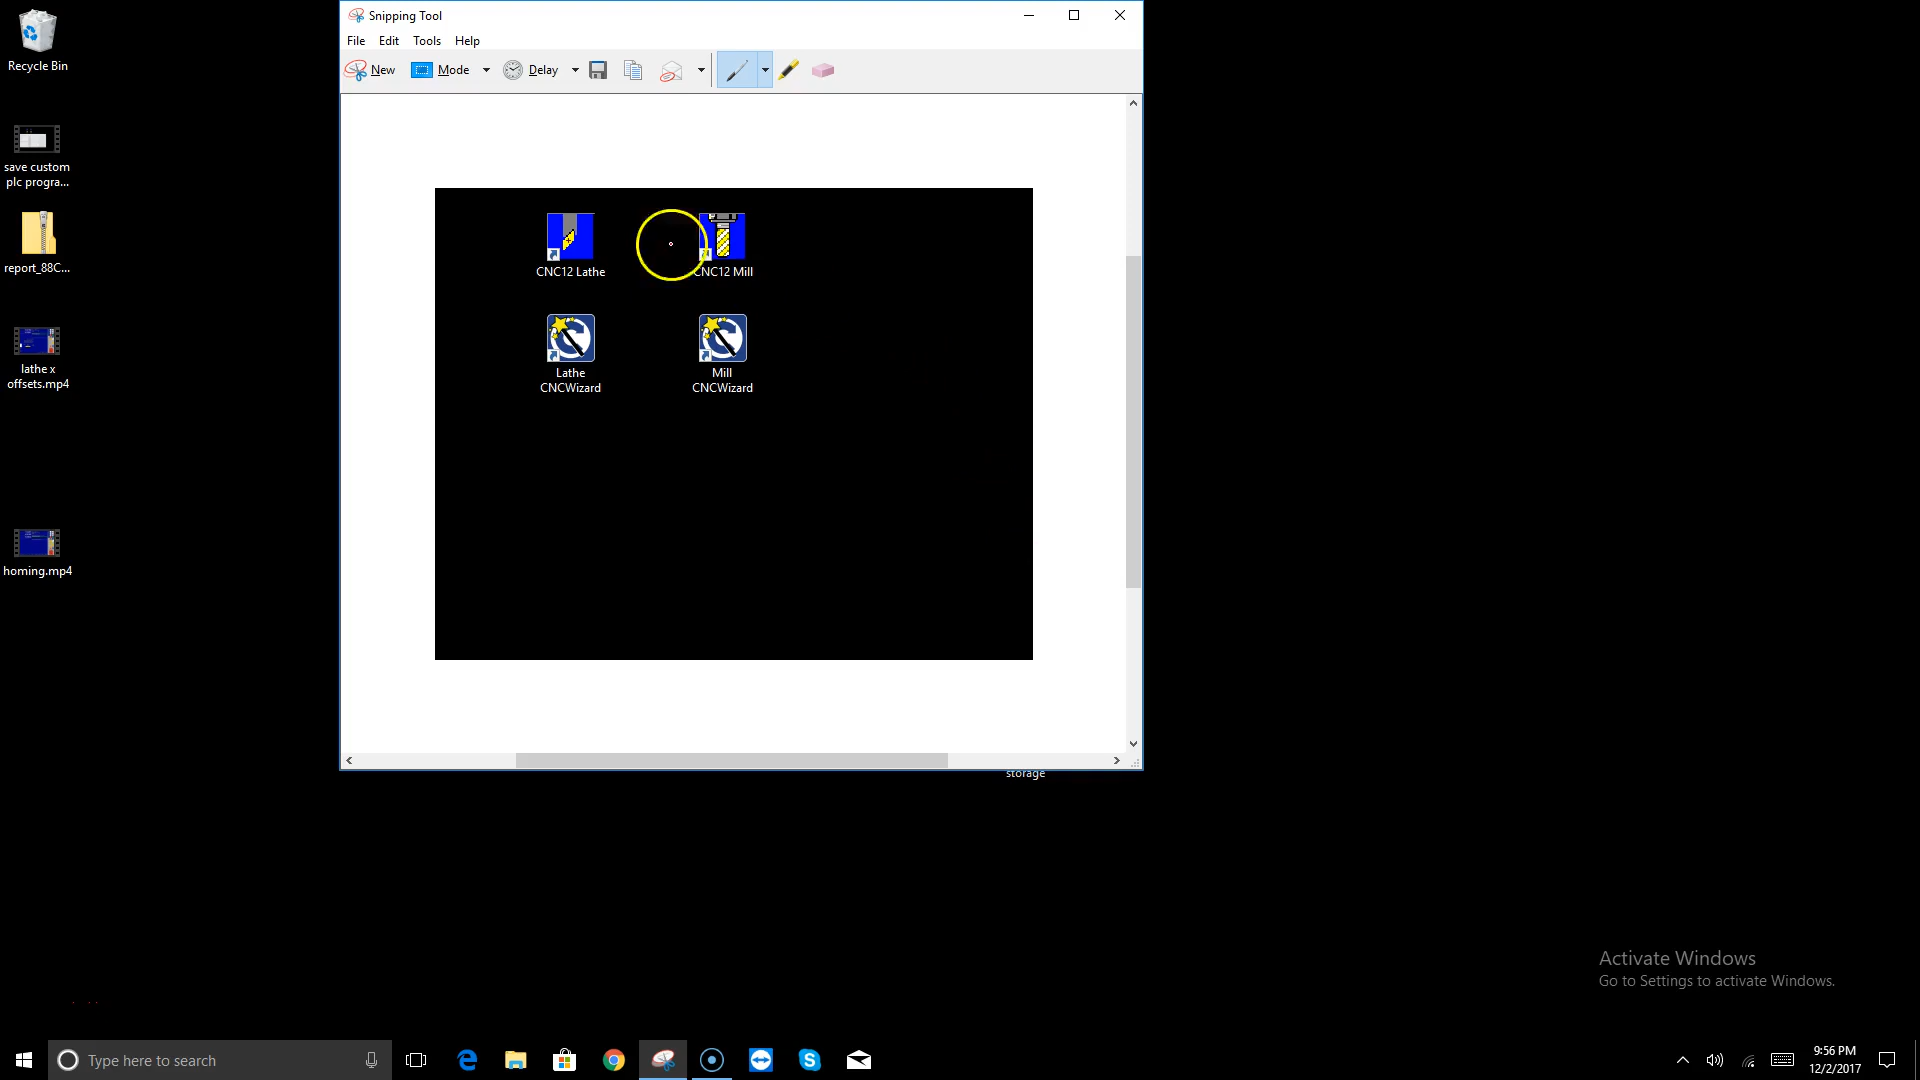 Snipping Tool
File Edit Tools Help
New Mode Delay
Recycle Bin
save custom
plc progra...
report_88C...
lathe x
offsets.mp4
homing.mp4
CNC12 Lathe
CNC12 Mill
Lathe
CNCWizard
Mill
CNCWizard
storage
Activate Windows
Go to Settings to activate Windows.
Type here to search
9:56 PM
12/2/2017